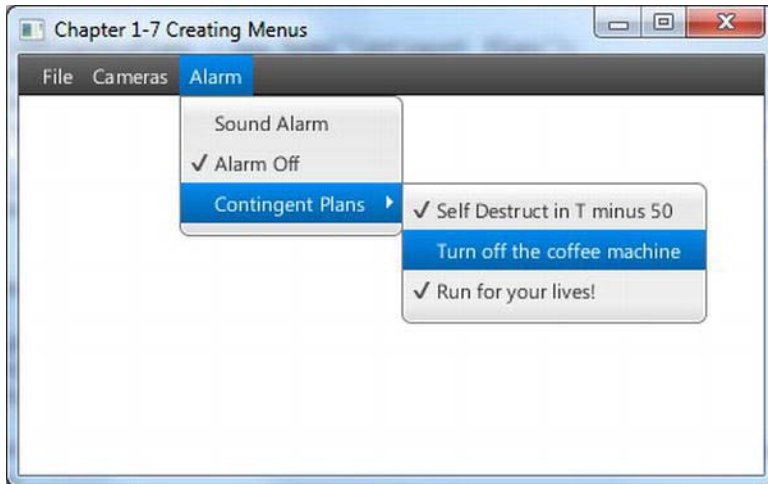 Chapter 1-7 Creating Menus
File Cameras Alarm
Sound Alarm
Alarm Off
Contingent Plans
Self Destruct in T minus 50
Turn off the coffee machine
Run for your lives!